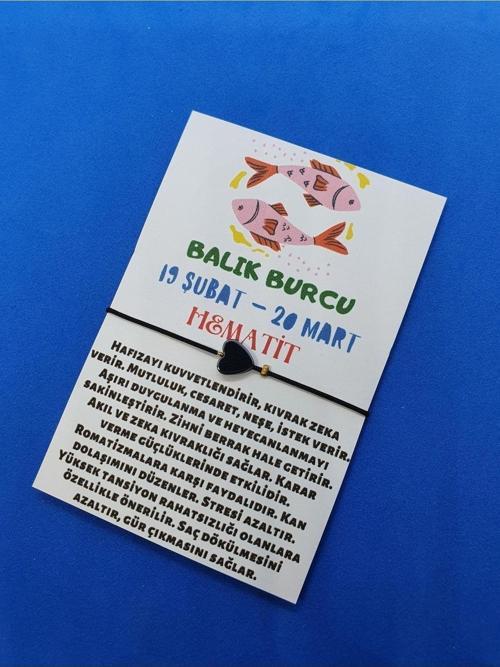 BALIK BURCU
19 ŞUBAT – 20 MART
HEMATİT
HAFIZAYI KUVVETLENDİRİR, KIVRAK ZEKA
VERİR. MUTLULUK, CESARET, NEŞE, İSTEK VERİR.
AŞIRI DUYGULANMA VE HEYECANLANMAYI
SAKİNLEŞTİRİR. ZİHNİ BERRAK HALE GETİRİR.
AKIL VE ZEKA KIVRAKLIĞI SAĞLAR. KARAR
VERME GÜÇLÜKLERİNDE ETKİLİDİR.
ROMATİZMALARA KARŞI FAYDALIDIR. KAN
DOLAŞIMINI DÜZENLER. STRESİ AZALTIR.
YÜKSEK TANSİYON RAHATSIZLIĞI OLANLARA
ÖZELLİKLE ÖNERİLİR. SAÇ DÖKÜLMESİNİ
AZALTIR, GÜR ÇIKMASINI SAĞLAR.